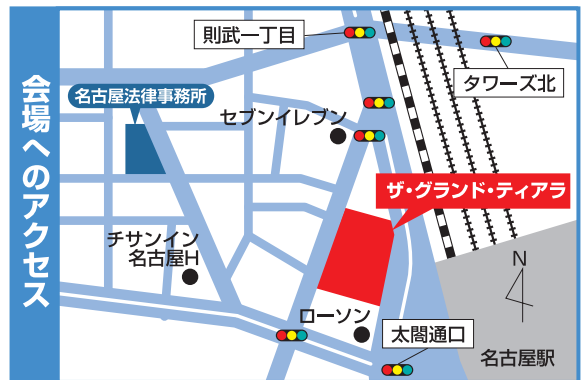 会場へのアクセス
則武一丁目
タワーズ北
名古屋法律事務所
セブンイレブン
ザ・グランド・ティアラ
チサンイン
名古屋H
ローソン
太閤通口
N
名古屋駅